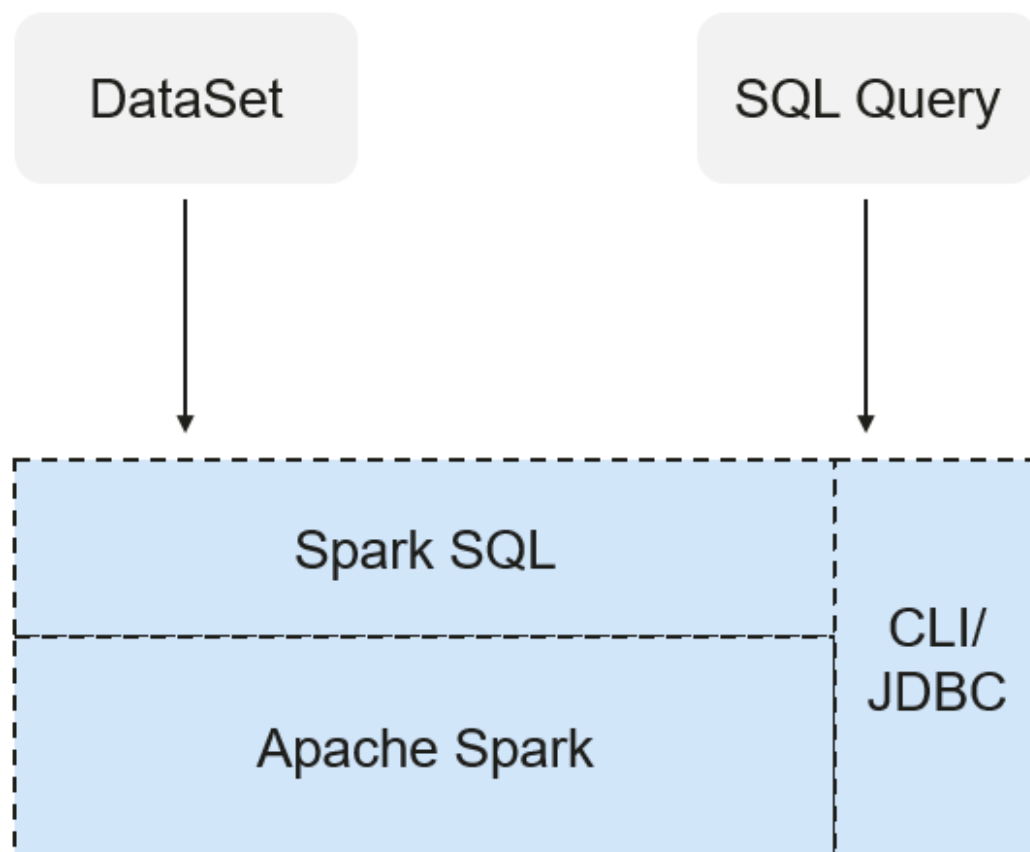 DataSet
SQL Query
Spark SQL
CLI/
JDBC
Apache Spark